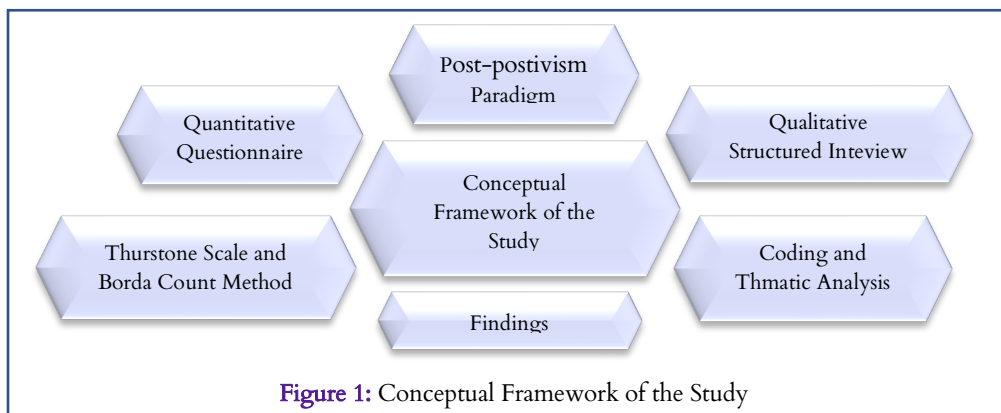 Post-postivism
Paradigm
Quantitative
Questionnaire
Qualitative
Structured Inteview
Conceptual
Framework of the
Study
Thurstone Scale and
Borda Count Method
Coding and
Thmatic Analysis
Findings
Figure 1: Conceptual Framework of the Study